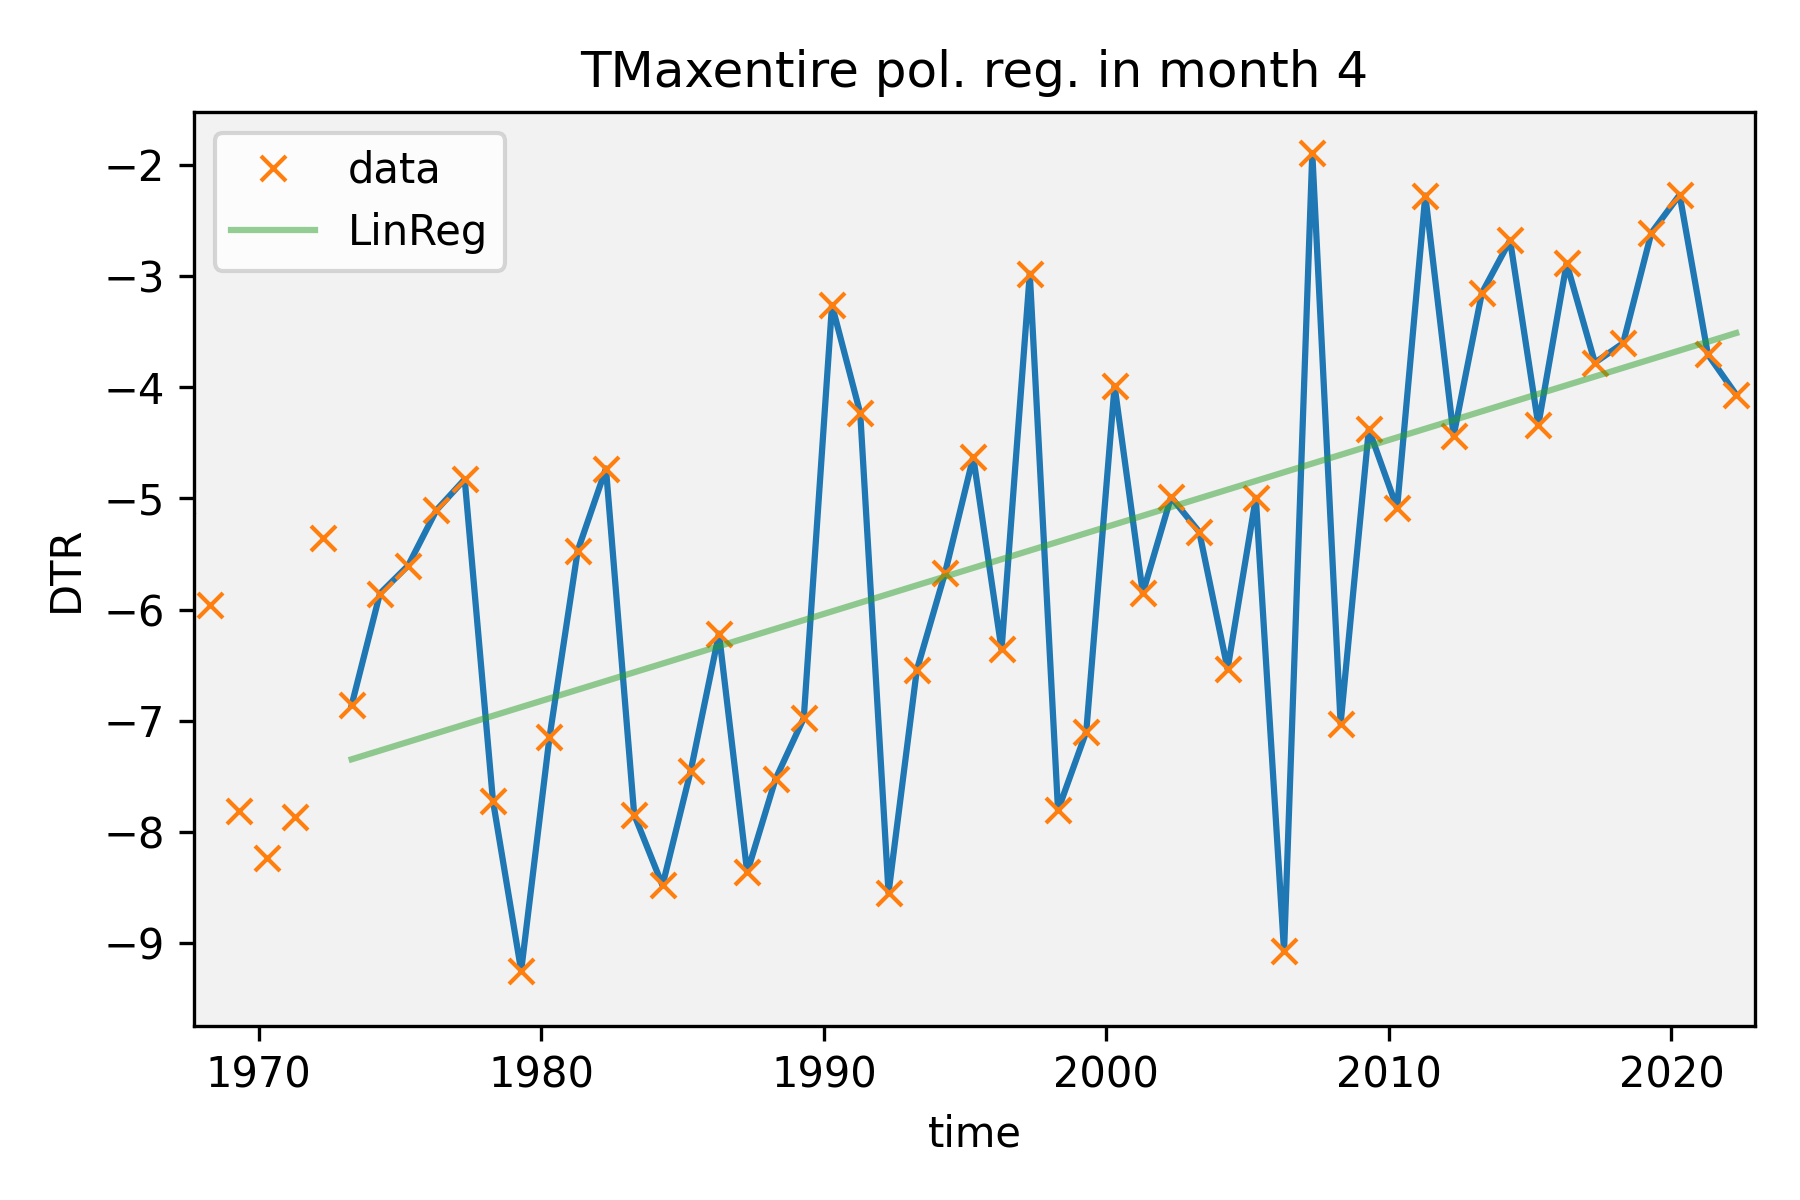 TMaxentire pol. reg. in month 4
data
LinReg
−2
−3
−4
−5
−6
−7
−8
−9
DTR
1970 1980 1990 2000 2010 2020
time